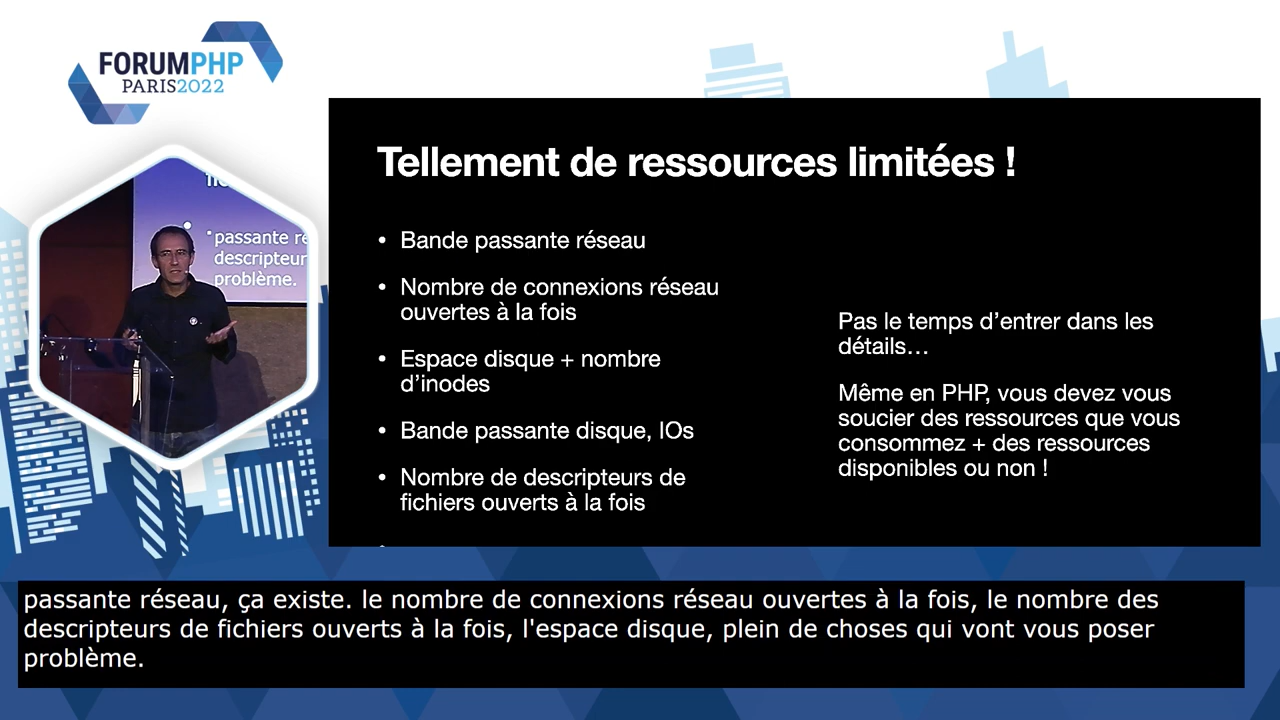 FORUMPHP
PARIS2022
passante ré
descripteur
problème.
Tellement de ressources limitées !
• Bande passante réseau
• Nombre de connexions réseau
ouvertes à la fois
• Espace disque + nombre
d’inodes
• Bande passante disque, IOs
• Nombre de descripteurs de
fichiers ouverts à la fois
Pas le temps d’entrer dans les
détails…
Même en PHP, vous devez vous
soucier des ressources que vous
consommez + des ressources
disponibles ou non !
passante réseau, ça existe. le nombre de connexions réseau ouvertes à la fois, le nombre des
descripteurs de fichiers ouverts à la fois, l'espace disque, plein de choses qui vont vous poser
problème.